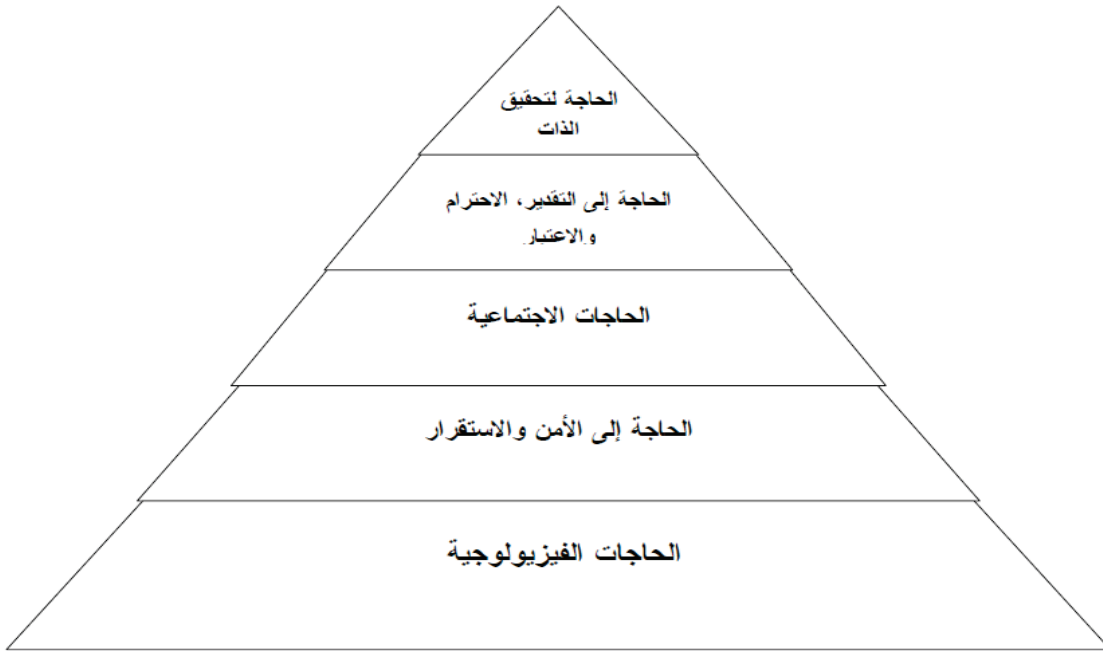 الحاجة لتحقيق
الذات
الحاجة إلى التقدير، الاحترام
والاعتبار
الحاجات الاجتماعية
الحاجة إلى الأمن والاستقرار
الحاجات الفيزيولوجية